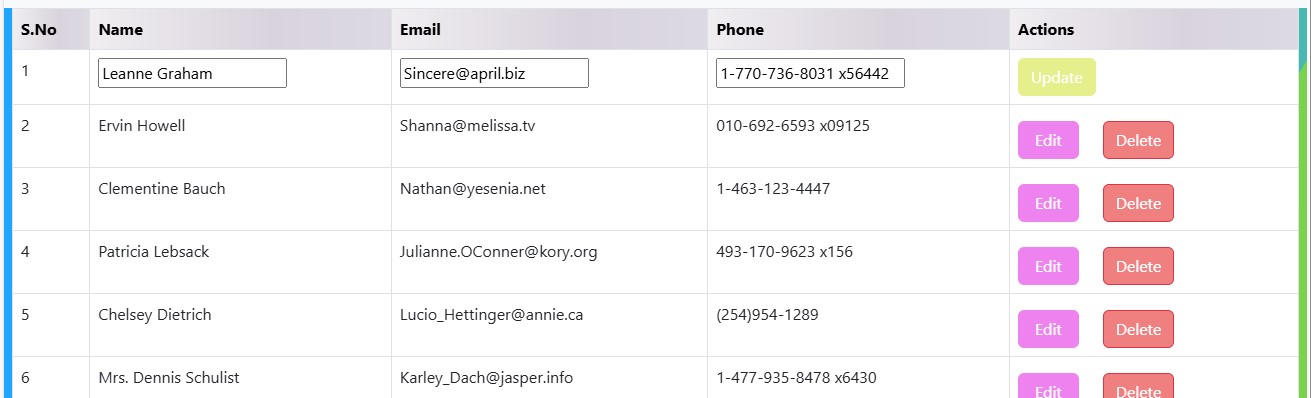 S.No Name Email Phone Actions
1 Leanne Graham Sincere@april.biz 1-770-736-8031 x56442 Update
2 Ervin Howell Shanna@melissa.tv 010-692-6593 x09125 Edit Delete
3 Clementine Bauch Nathan@yesenia.net 1-463-123-4447 Edit Delete
4 Patricia Lebsack Julianne.OConner@kory.org 493-170-9623 x156 Edit Delete
5 Chelsey Dietrich Lucio_Hettinger@annie.ca (254)954-1289 Edit Delete
6 Mrs. Dennis Schulist Karley_Dach@jasper.info 1-477-935-8478 x6430 Edit Delete